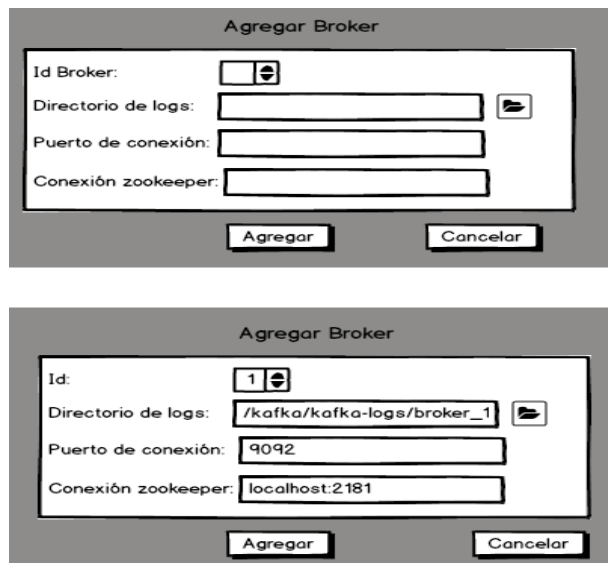 Agregar Broker
Id Broker:
Directorio de logs:
Puerto de conexión:
Conexión zookeeper:
Agregar Cancelar
Agregar Broker
Id: 1
Directorio de logs: /kafka/kafka-logs/broker_1
Puerto de conexión: 9092
Conexión zookeeper: localhost:2181
Agregar Cancelar